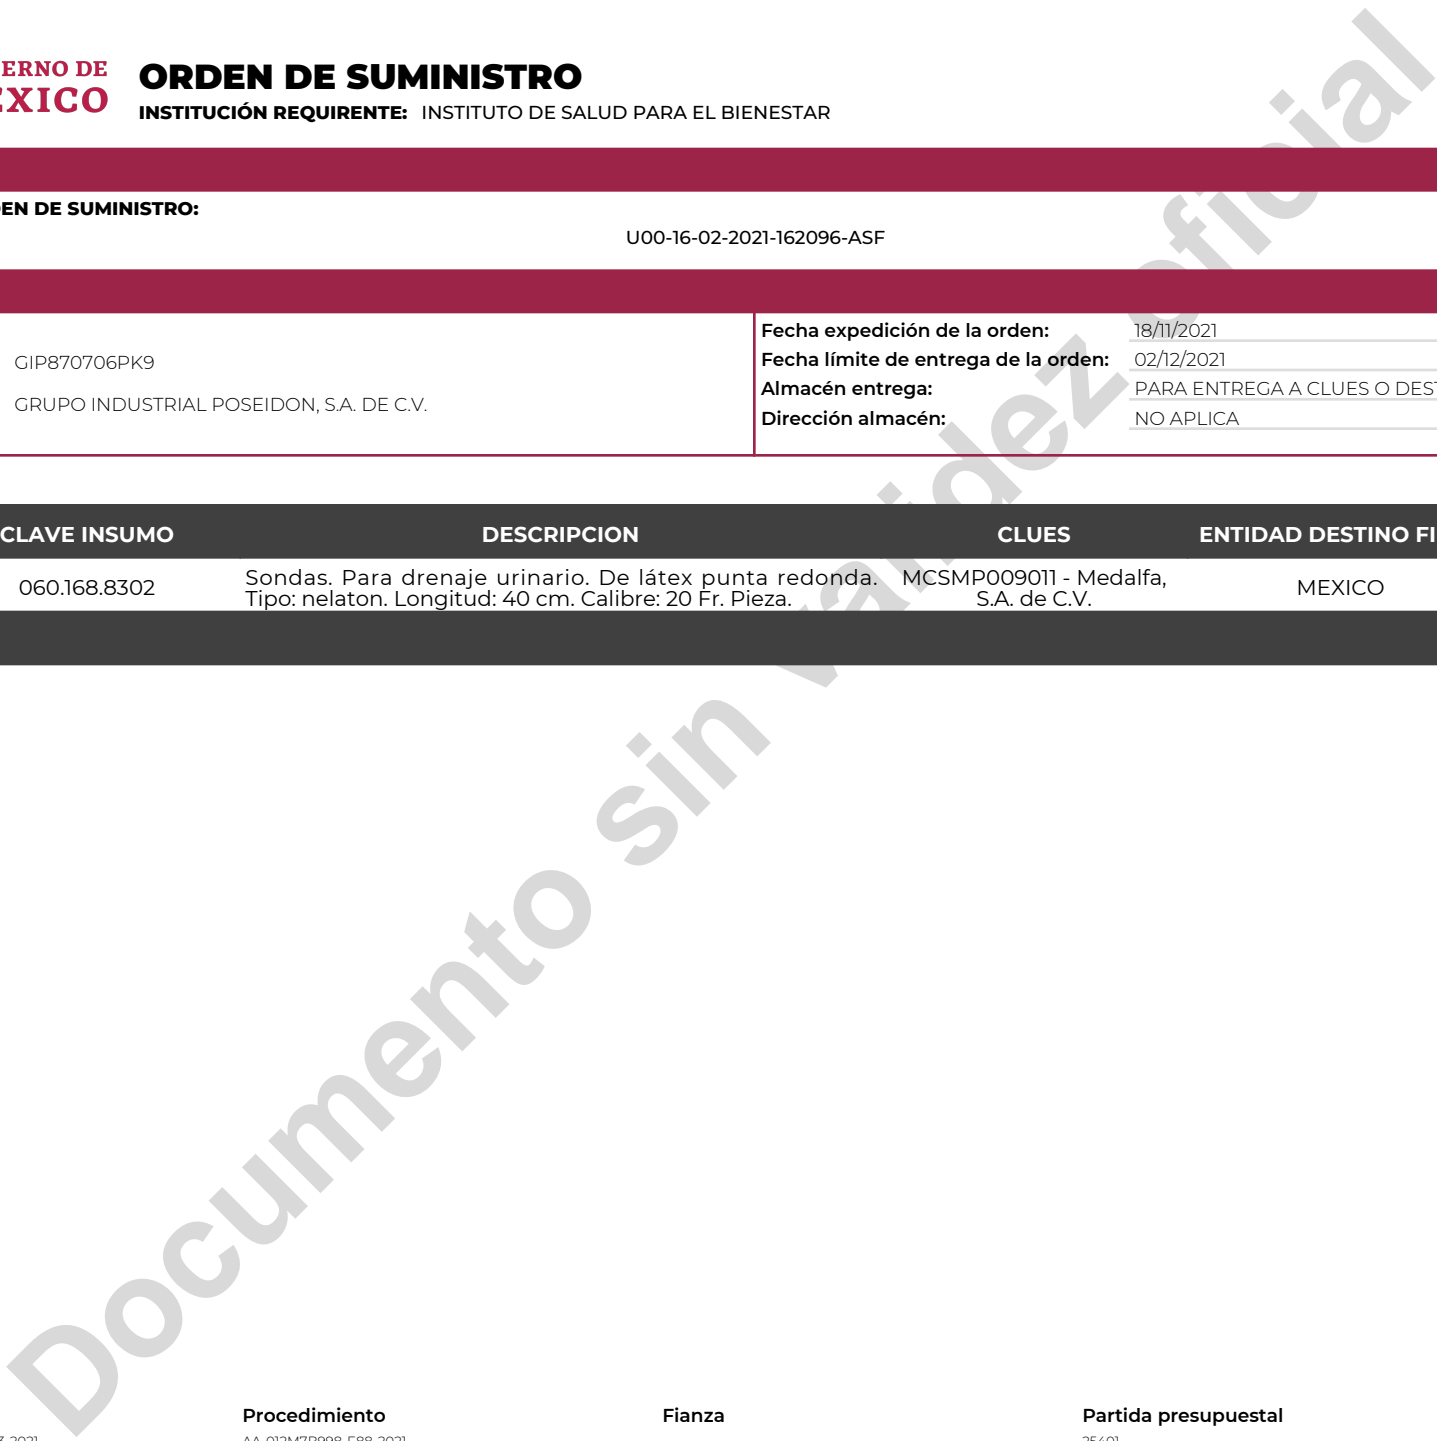 ERNO DE
EXICO
ORDEN DE SUMINISTRO
INSTITUCIÓN REQUIRENTE: INSTITUTO DE SALUD PARA EL BIENESTAR
EN DE SUMINISTRO:
U00-16-02-2021-162096-ASF
GIP870706PK9
GRUPO INDUSTRIAL POSEIDON, S.A. DE C.V.
Fecha expedición de la orden: 18/11/2021
Fecha límite de entrega de la orden: 02/12/2021
Almacén entrega: PARA ENTREGA A CLUES O DEST
Dirección almacén: NO APLICA
CLAVE INSUMO DESCRIPCION CLUES ENTIDAD DESTINO FI
060.168.8302
Sondas. Para drenaje urinario. De látex punta redonda.
Tipo: nelaton. Longitud: 40 cm. Calibre: 20 Fr. Pieza.
MCSMP009011 - Medalfa,
S.A. de C.V.
MEXICO
Documento sin validez oficial
Procedimiento Fianza Partida presupuestal